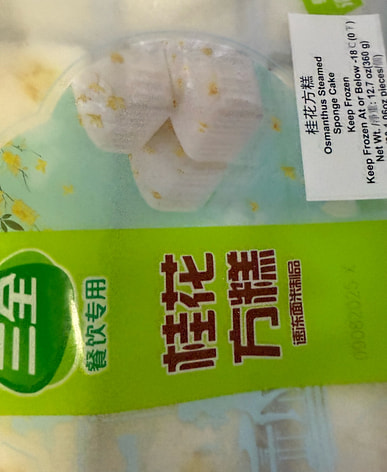 桂花方糕
Osmanthus Steamed
Sponge Cake
Keep Frozen
Keep Frozen At or Below -18℃(0℉)
Net Wt. 净重: 12.7 oz(360 g)
三全
餐饮专用
桂花
方糕
速冻面米制品